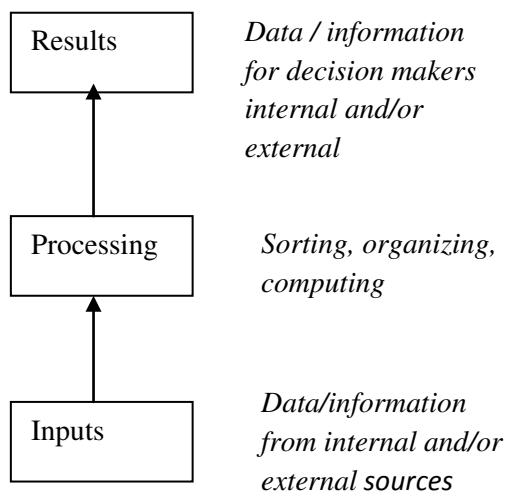 Results
Data / information
for decision makers
internal and/or
external
Processing
Sorting, organizing,
computing
Inputs
Data/information
from internal and/or
external sources